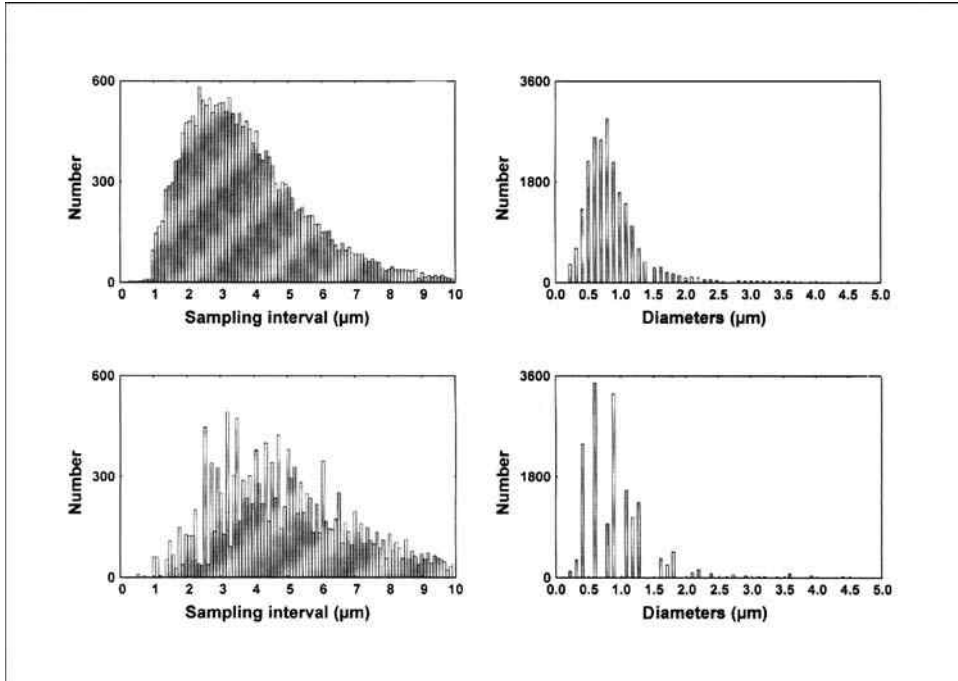 600
300
0
Number
0 1 2 3 4 5 6 7 8 9 10
Sampling interval (µm)
3600
1800
0
Number
0.0 0.5 1.0 1.5 2.0 2.5 3.0 3.5 4.0 4.5 5.0
Diameters (µm)
600
300
0
Number
0 1 2 3 4 5 6 7 8 9 10
Sampling interval (µm)
3600
1800
0
Number
0.0 0.5 1.0 1.5 2.0 2.5 3.0 3.5 4.0 4.5 5.0
Diameters (µm)